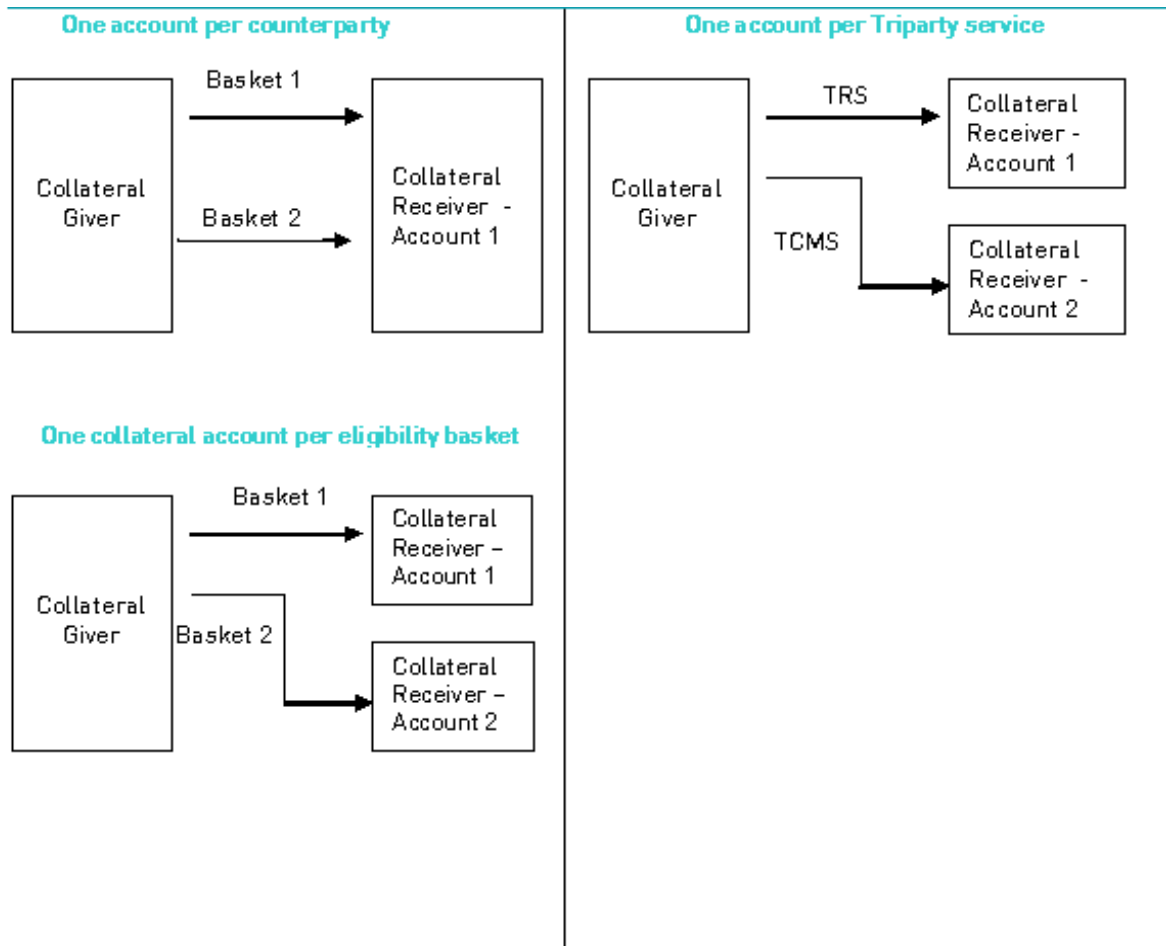 One account per counterparty
Basket 1
Collateral
Giver
Collateral
Receiver -
Account 1
Basket 2
One account per Triparty service
TRS
Collateral
Receiver -
Account 1
Collateral
Giver
TCMS
Collateral
Receiver -
Account 2
One collateral account per eligibility basket
Basket 1
Collateral
Receiver –
Account 1
Collateral
Giver
Basket 2
Collateral
Receiver –
Account 2